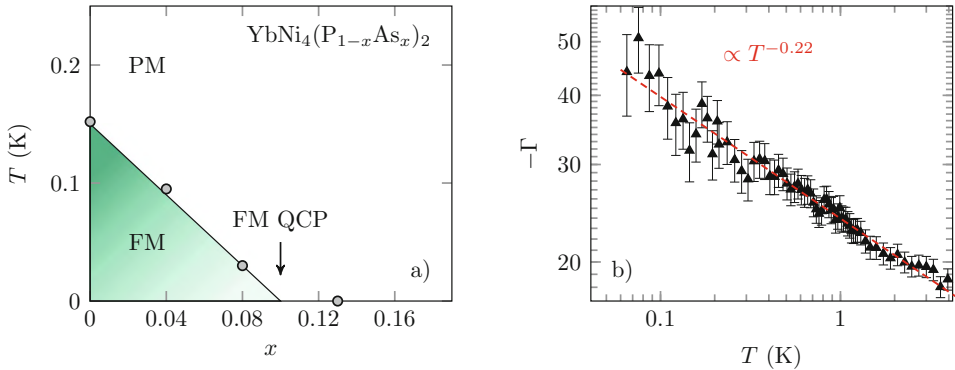 YbNi₄(P₁₋ₓAsₓ)₂
PM
FM
FM QCP
a)
0
0.1
0.2
T (K)
0
0.04
0.08
0.12
0.16
x
∝ T⁻⁰·²²
b)
50
40
30
20
−Γ
0.1
1
T (K)